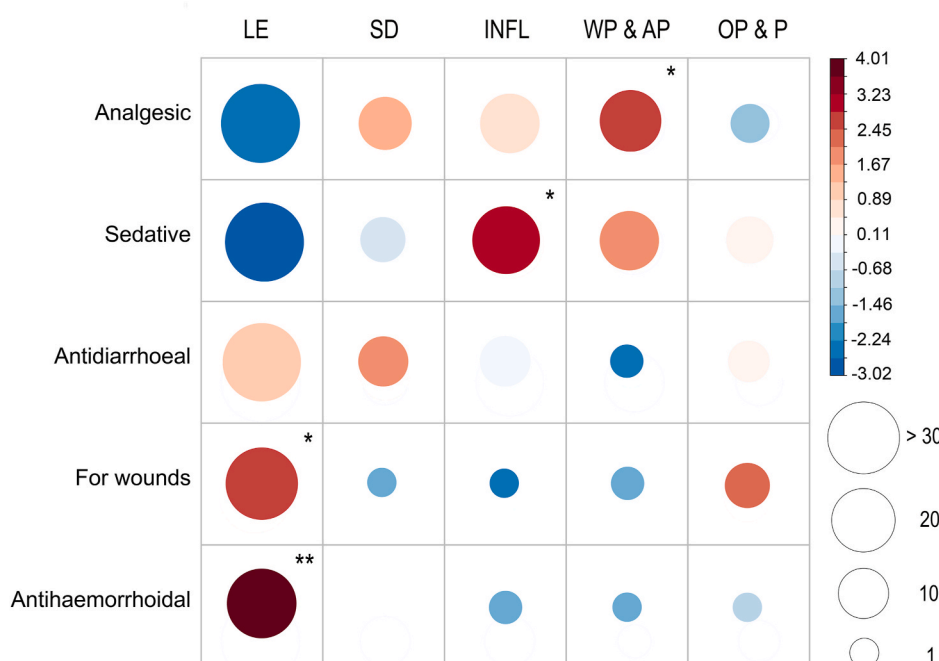 LE SD INFL WP & AP OP & P
Analgesic *
Sedative *
Antidiarrhoeal
For wounds *
Antihaemorrhoidal **
4.01
3.23
2.45
1.67
0.89
0.11
-0.68
-1.46
-2.24
-3.02
> 30
20
10
1